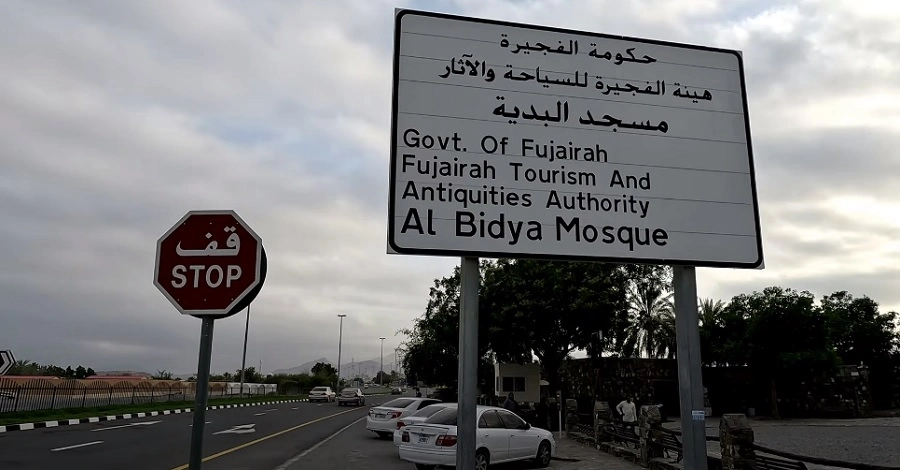 حكومة الفجيرة
هيئة الفجيرة للسياحة والآثار
مسجد البدية
Govt. Of Fujairah
Fujairah Tourism And
Antiquities Authority
Al Bidya Mosque
قف
STOP